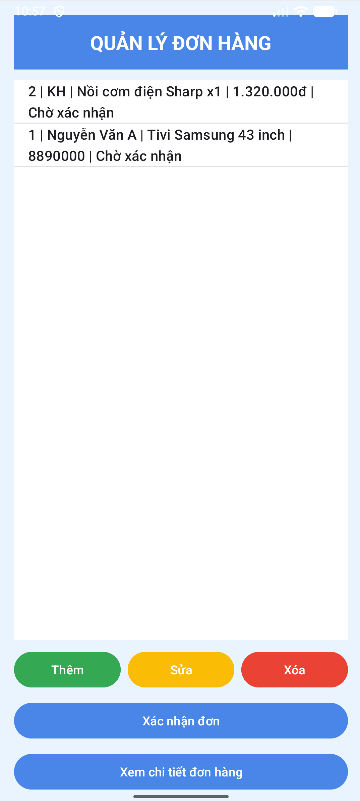 10:57
QUẢN LÝ ĐƠN HÀNG
2 | KH | Nồi cơm điện Sharp x1 | 1.320.000đ |
Chờ xác nhận
1 | Nguyễn Văn A | Tivi Samsung 43 inch |
8890000 | Chờ xác nhận
Thêm
Sửa
Xóa
Xác nhận đơn
Xem chi tiết đơn hàng